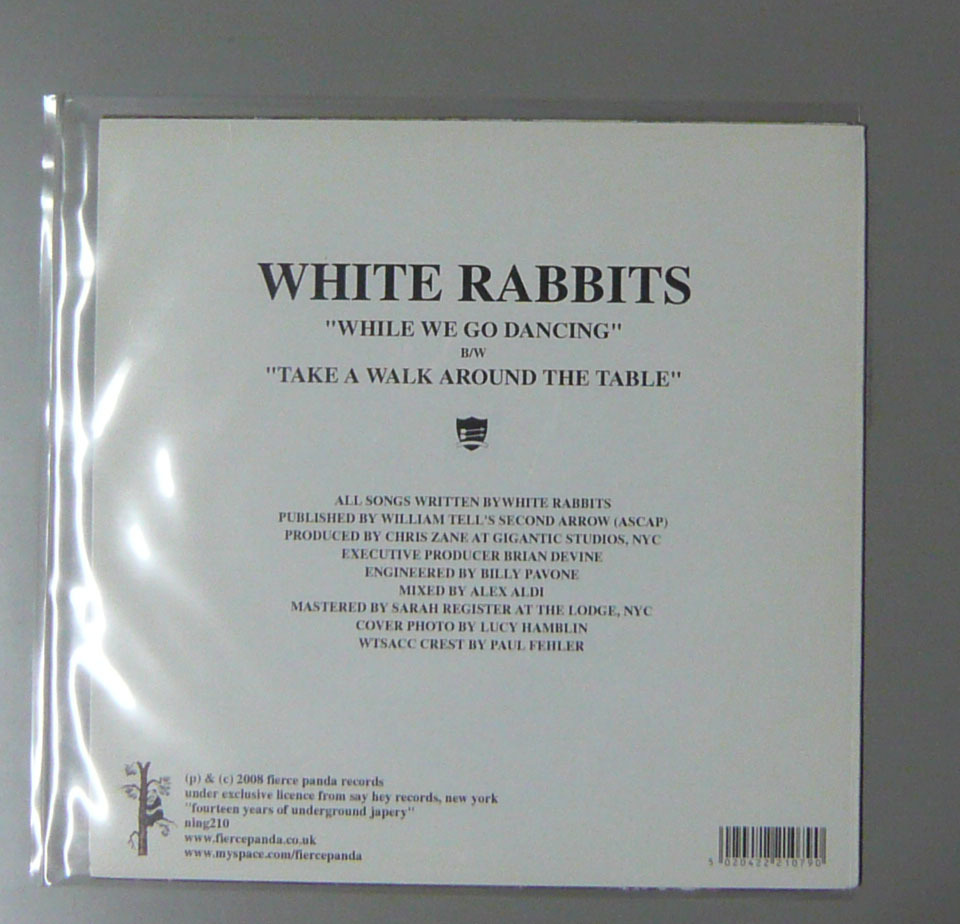 WHITE RABBITS
"WHILE WE GO DANCING"
B/W
"TAKE A WALK AROUND THE TABLE"
ALL SONGS WRITTEN BYWHITE RABBITS
PUBLISHED BY WILLIAM TELL'S SECOND ARROW (ASCAP)
PRODUCED BY CHRIS ZANE AT GIGANTIC STUDIOS, NYC
EXECUTIVE PRODUCER BRIAN DEVINE
ENGINEERED BY BILLY PAVONE
MIXED BY ALEX ALDI
MASTERED BY SARAH REGISTER AT THE LODGE, NYC
COVER PHOTO BY LUCY HAMBLIN
WTSACC CREST BY PAUL FEHLER
(p) & (c) 2008 fierce panda records
under exclusive licence from say hey records, new york
"fourteen years of underground japery"
ning210
www.fiercepanda.co.uk
www.myspace.com/fiercepanda
5 020422 210790